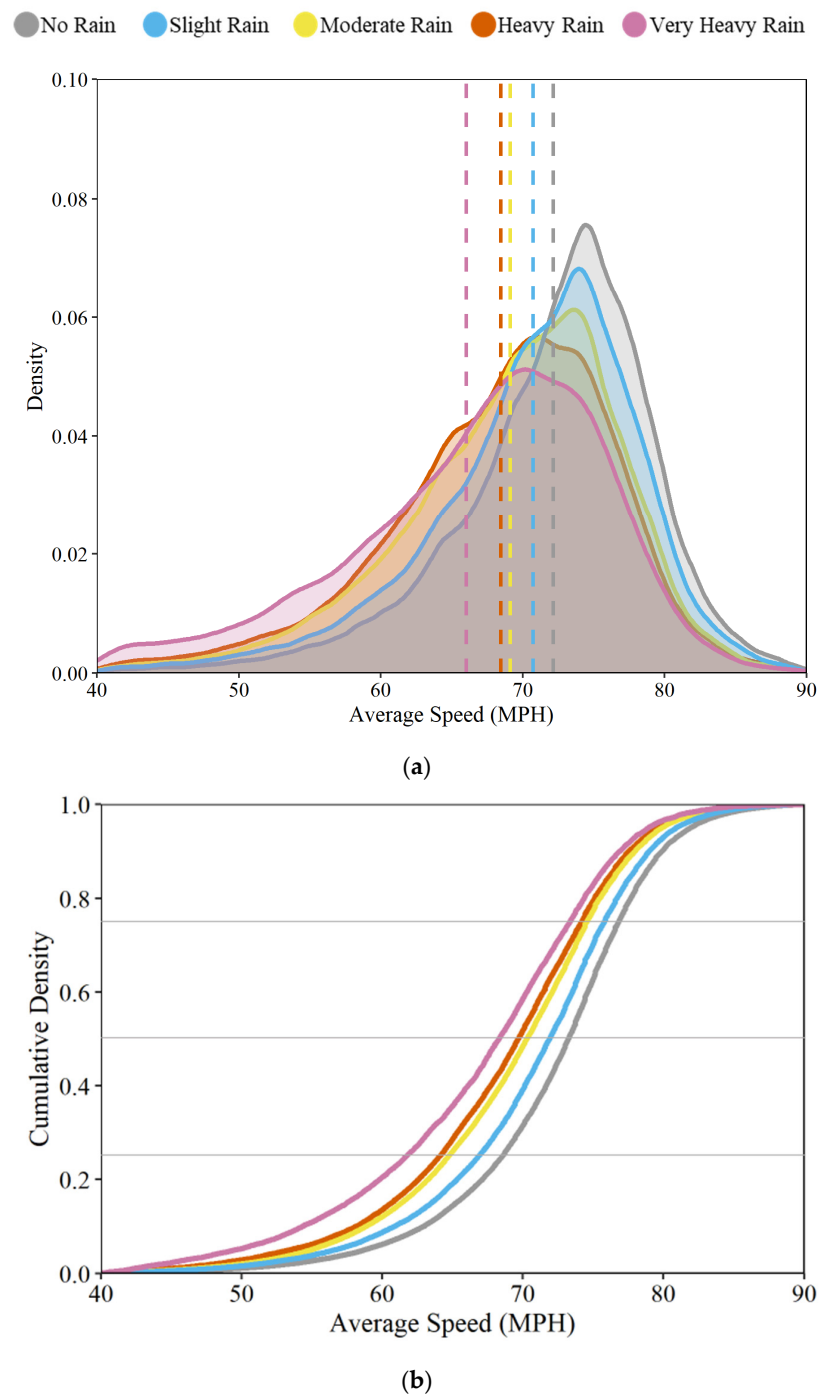 No Rain Slight Rain Moderate Rain Heavy Rain Very Heavy Rain
0.10
0.08
0.06
0.04
0.02
0.00
Density
40 50 60 70 80 90
Average Speed (MPH)
(a)
1.0
0.8
0.6
0.4
0.2
0.0
Cumulative Density
40 50 60 70 80 90
Average Speed (MPH)
(b)